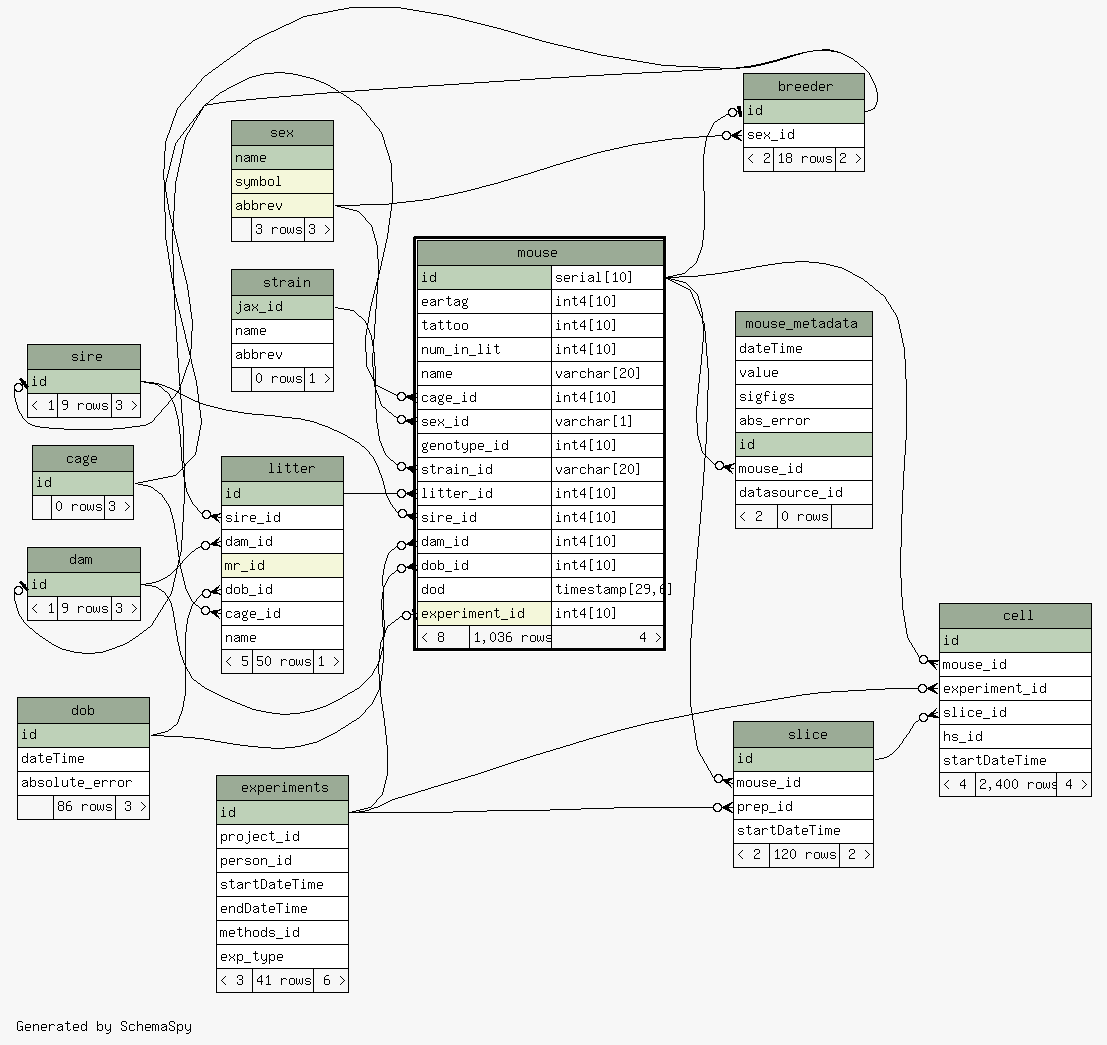 breeder
id
sex_id
< 2 18 rows 2 >
sex
name
symbol
abbrev
3 rows 3 >
mouse
id serial[10]
eartag int4[10]
tattoo int4[10]
num_in_lit int4[10]
name varchar[20]
cage_id int4[10]
sex_id varchar[1]
genotype_id int4[10]
strain_id varchar[20]
litter_id int4[10]
sire_id int4[10]
dam_id int4[10]
dob_id int4[10]
dod timestamp[29,6]
experiment_id int4[10]
< 8 1,036 rows 4 >
strain
jax_id
name
abbrev
0 rows 1 >
mouse_metadata
dateTime
value
sigfigs
abs_error
id
mouse_id
datasource_id
< 2 0 rows
sire
id
< 1 9 rows 3 >
cage
id
0 rows 3 >
litter
id
sire_id
dam_id
mr_id
dob_id
cage_id
name
< 5 50 rows 1 >
dam
id
< 1 9 rows 3 >
cell
id
mouse_id
experiment_id
slice_id
hs_id
startDateTime
< 4 2,400 rows 4 >
dob
id
dateTime
absolute_error
86 rows 3 >
slice
id
mouse_id
prep_id
startDateTime
< 2 120 rows 2 >
experiments
id
project_id
person_id
startDateTime
endDateTime
methods_id
exp_type
< 3 41 rows 6 >
Generated by SchemaSpy